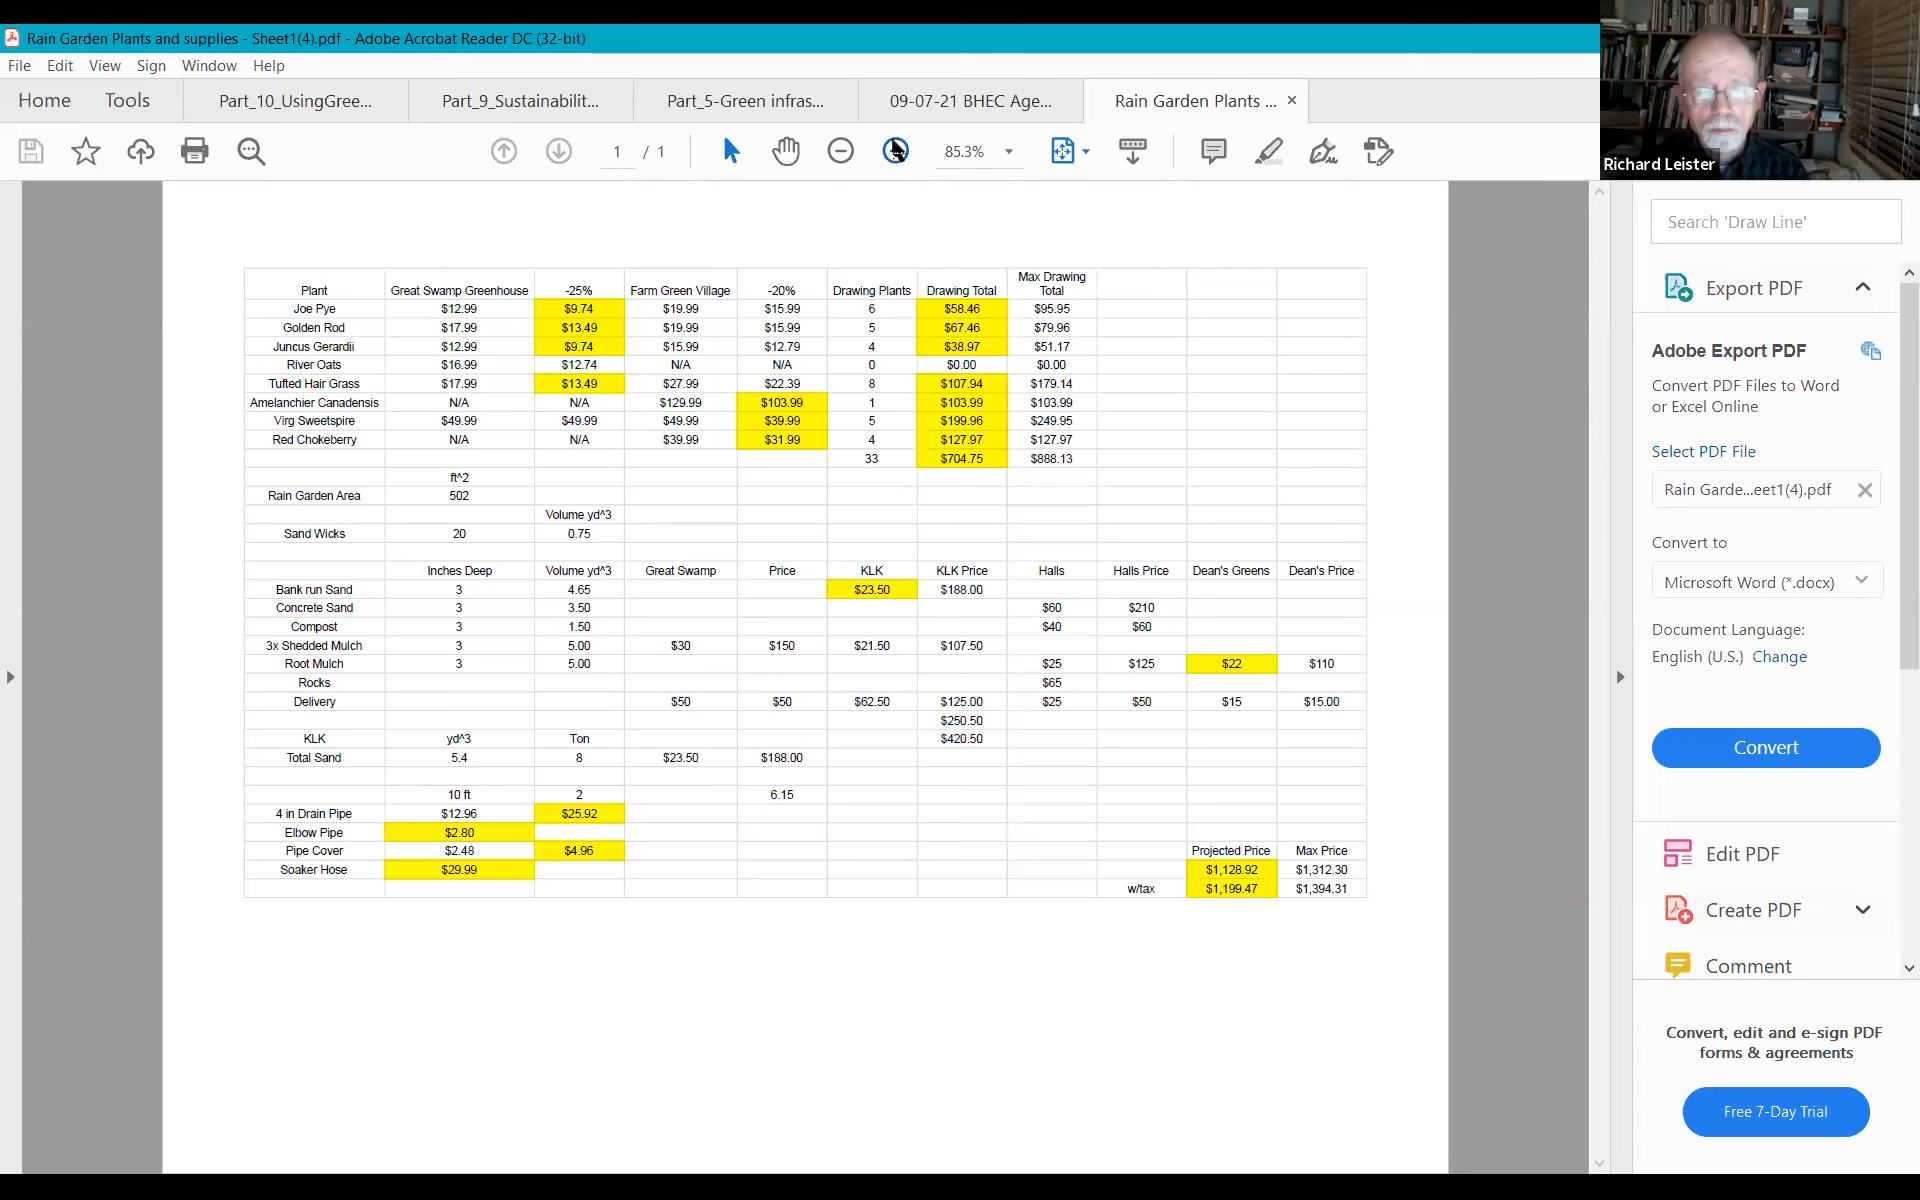 Rain Garden Plants and supplies - Sheet1(4).pdf - Adobe Acrobat Reader DC (32-bit)
File Edit View Sign Window Help
Home Tools Part_10_UsingGree... Part_9_Sustainabilit... Part_5-Green infras... 09-07-21 BHEC Age... Rain Garden Plants ... ×
1 / 1 85.3%
Richard Leister
Plant Great Swamp Greenhouse -25% Farm Green Village -20% Drawing Plants Drawing Total Max Drawing Total
Joe Pye $12.99 $9.74 $19.99 $15.99 6 $58.46 $95.95
Golden Rod $17.99 $13.49 $19.99 $15.99 5 $67.46 $79.96
Juncus Gerardii $12.99 $9.74 $15.99 $12.79 4 $38.97 $51.17
River Oats $16.99 $12.74 N/A N/A 0 $0.00 $0.00
Tufted Hair Grass $17.99 $13.49 $27.99 $22.39 8 $107.94 $179.14
Amelanchier Canadensis N/A N/A $129.99 $103.99 1 $103.99 $103.99
Virg Sweetspire $49.99 $49.99 $49.99 $39.99 5 $199.96 $249.95
Red Chokeberry N/A N/A $39.99 $31.99 4 $127.97 $127.97
33 $704.75 $888.13
ft^2
Rain Garden Area 502
Volume yd^3
Sand Wicks 20 0.75
Inches Deep Volume yd^3 Great Swamp Price KLK KLK Price Halls Halls Price Dean's Greens Dean's Price
Bank run Sand 3 4.65 $23.50 $188.00
Concrete Sand 3 3.50 $60 $210
Compost 3 1.50 $40 $60
3x Shedded Mulch 3 5.00 $30 $150 $21.50 $107.50
Root Mulch 3 5.00 $25 $125 $22 $110
Rocks $65
Delivery $50 $50 $62.50 $125.00 $25 $50 $15 $15.00
$250.50
KLK yd^3 Ton $420.50
Total Sand 5.4 8 $23.50 $188.00
10 ft 2 6.15
4 in Drain Pipe $12.96 $25.92
Elbow Pipe $2.80
Pipe Cover $2.48 $4.96 Projected Price Max Price
Soaker Hose $29.99 $1,128.92 $1,312.30
w/tax $1,199.47 $1,394.31
Search 'Draw Line'
Export PDF
Adobe Export PDF
Convert PDF Files to Word
or Excel Online
Select PDF File
Rain Garde...eet1(4).pdf
Convert to
Microsoft Word (*.docx)
Document Language:
English (U.S.) Change
Convert
Edit PDF
Create PDF
Comment
Convert, edit and e-sign PDF
forms & agreements
Free 7-Day Trial